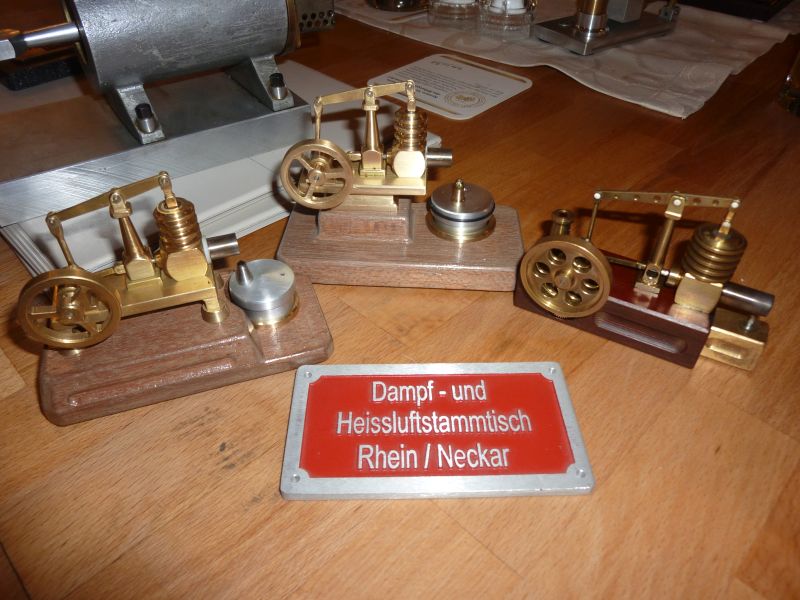 Dampf - und
Heissluftstammtisch
Rhein / Neckar